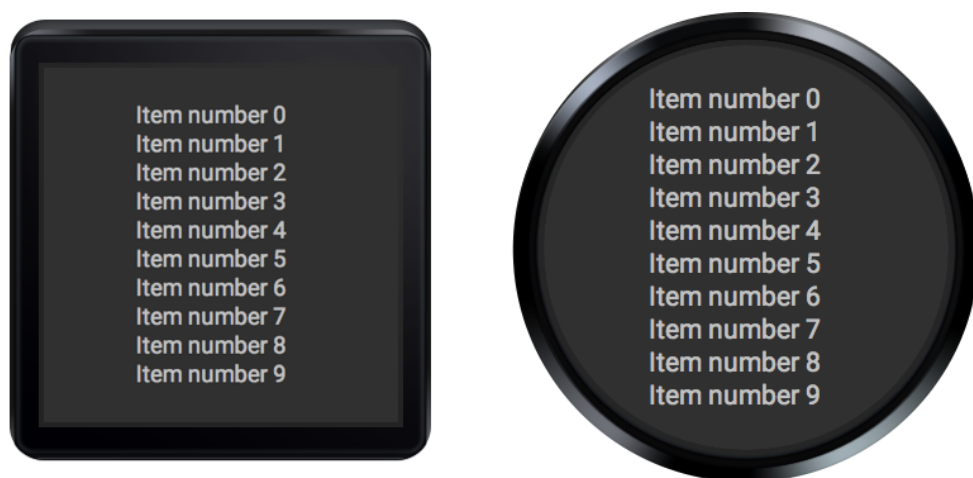 Item number 0
Item number 1
Item number 2
Item number 3
Item number 4
Item number 5
Item number 6
Item number 7
Item number 8
Item number 9
Item number 0
Item number 1
Item number 2
Item number 3
Item number 4
Item number 5
Item number 6
Item number 7
Item number 8
Item number 9